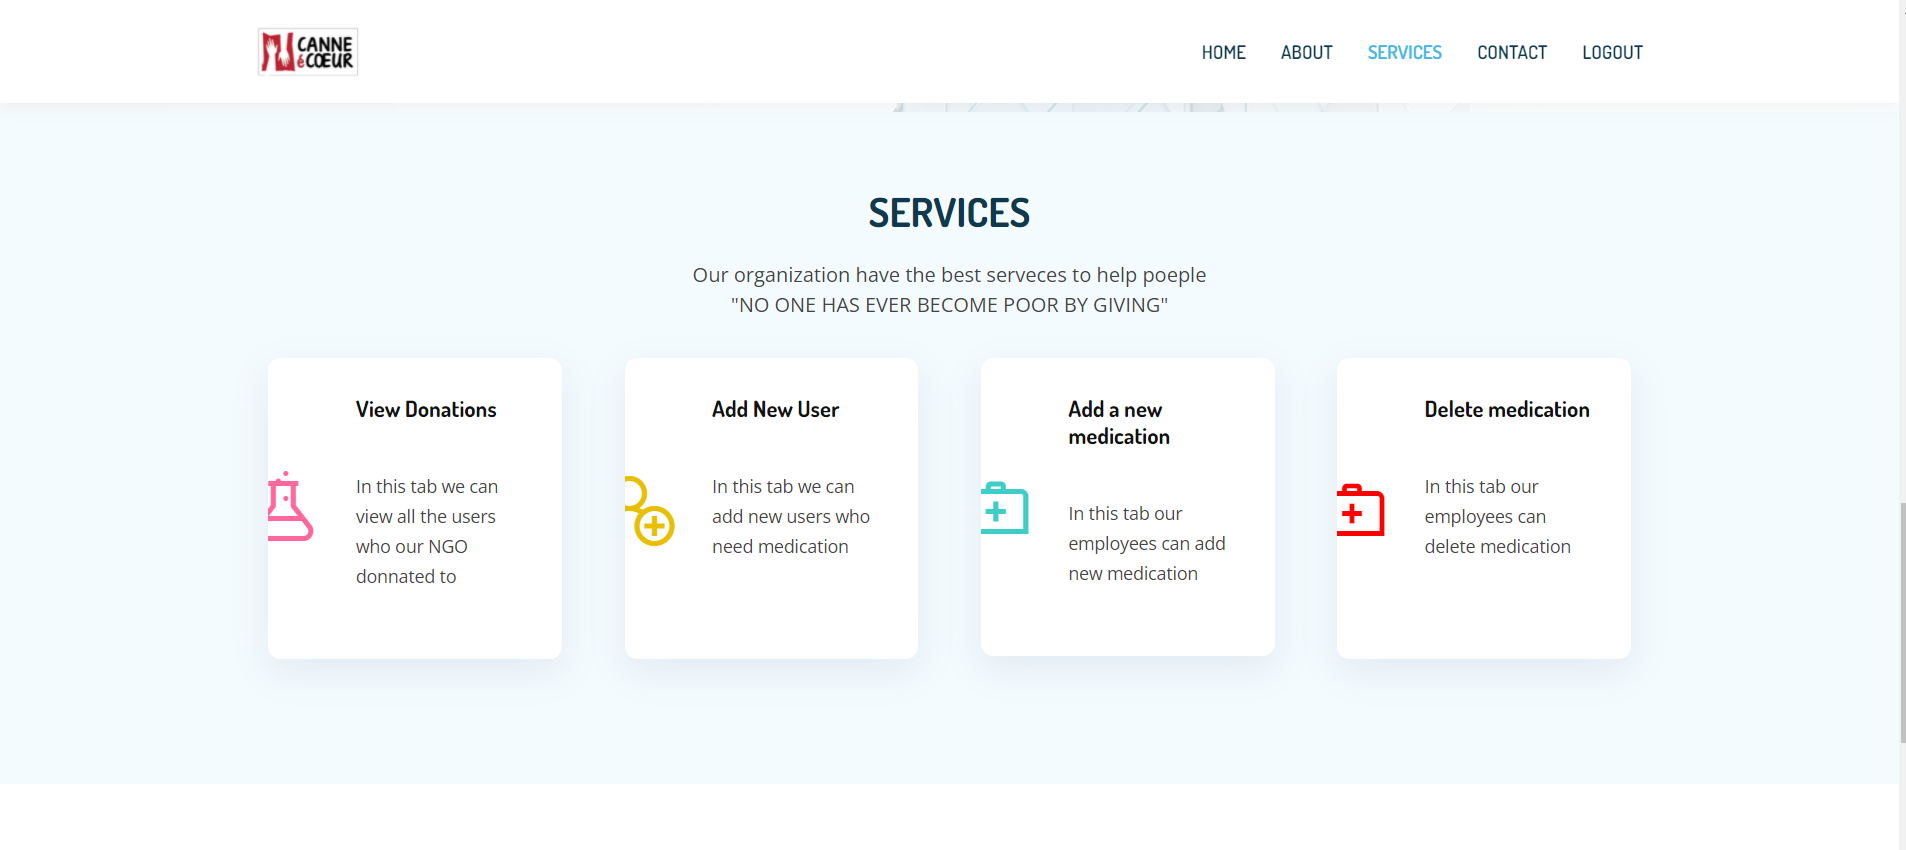 CANNE
é CŒUR
HOME ABOUT SERVICES CONTACT LOGOUT
SERVICES
Our organization have the best serveces to help poeple
"NO ONE HAS EVER BECOME POOR BY GIVING"
View Donations
In this tab we can
view all the users
who our NGO
donnated to
Add New User
In this tab we can
add new users who
need medication
Add a new
medication
In this tab our
employees can add
new medication
Delete medication
In this tab our
employees can
delete medication